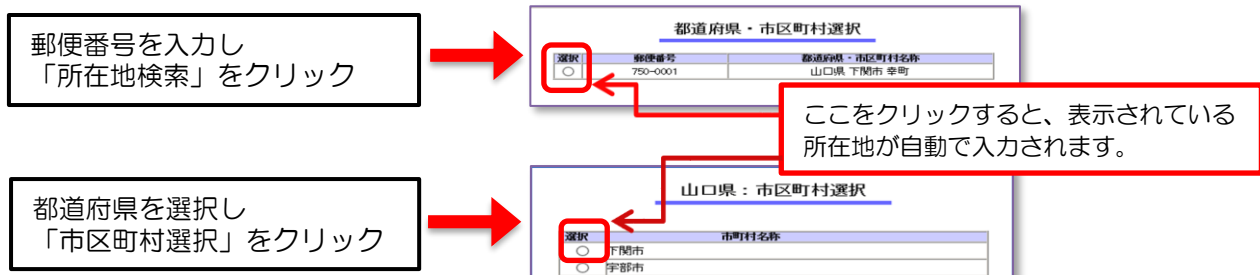 郵便番号を入力し
「所在地検索」をクリック
都道府県・市区町村選択
選択 郵便番号 都道府県・市区町村名称
750-0001 山口県 下関市 幸町
ここをクリックすると、表示されている
所在地が自動で入力されます。
都道府県を選択し
「市区町村選択」をクリック
山口県：市区町村選択
選択 市町村名称
下関市
宇部市